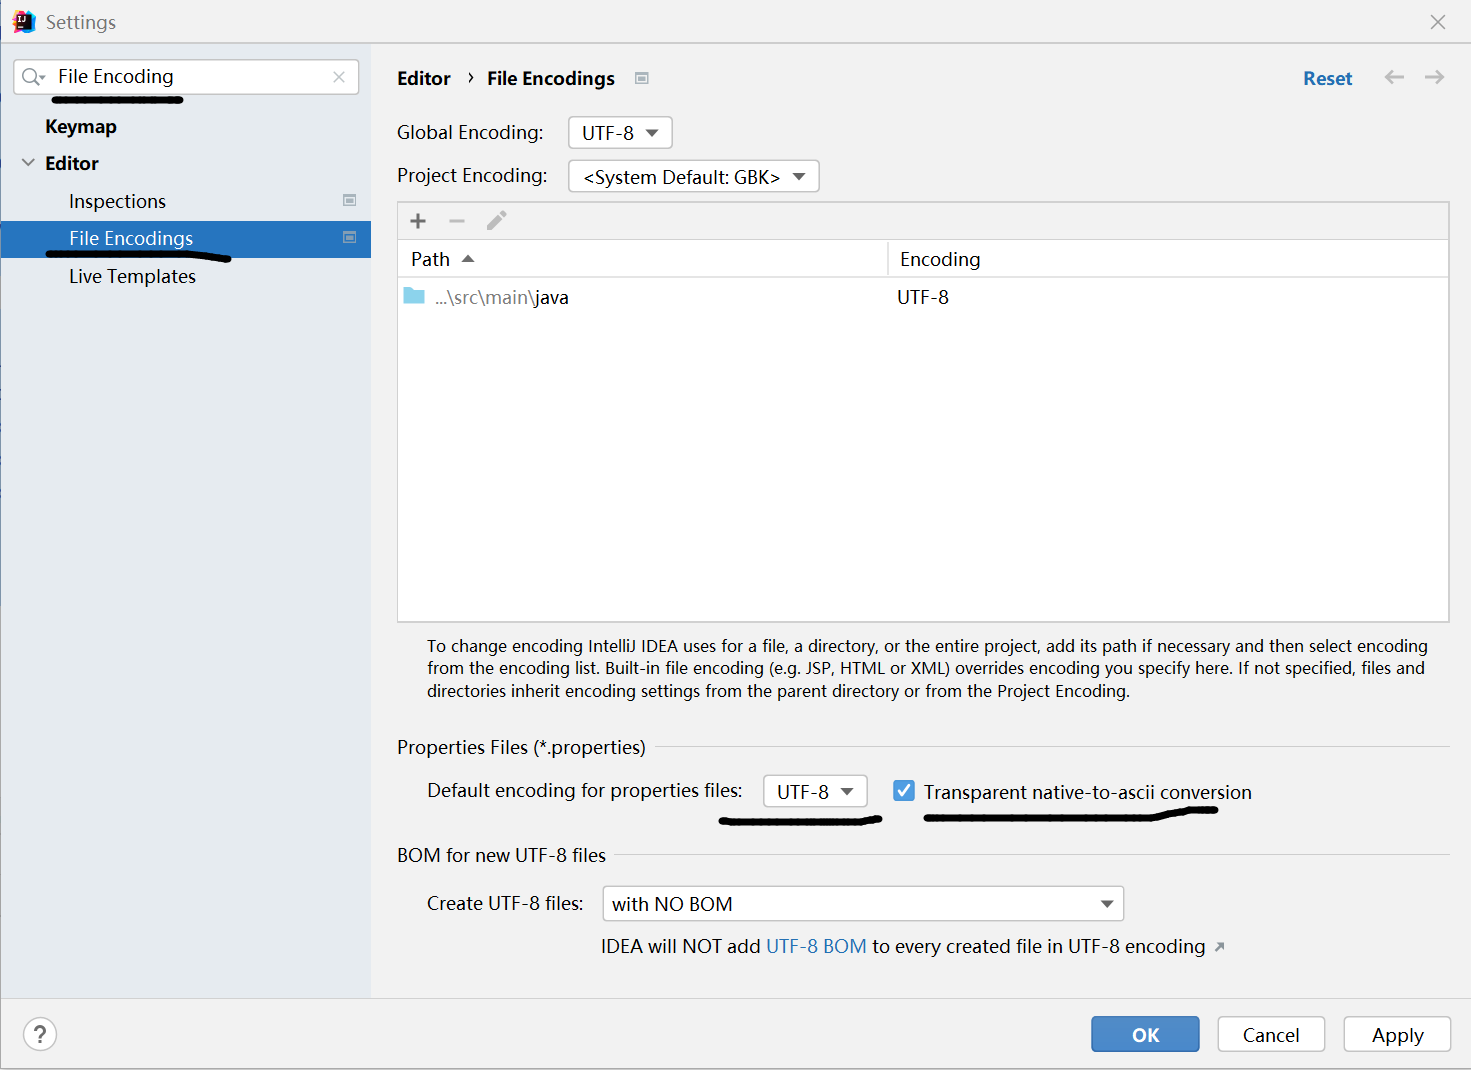 Settings
File Encoding
Keymap
Editor
Inspections
File Encodings
Live Templates
Editor › File Encodings
Reset
Global Encoding: UTF-8
Project Encoding: <System Default: GBK>
Path Encoding
...\src\main\java UTF-8
To change encoding IntelliJ IDEA uses for a file, a directory, or the entire project, add its path if necessary and then select encoding
from the encoding list. Built-in file encoding (e.g. JSP, HTML or XML) overrides encoding you specify here. If not specified, files and
directories inherit encoding settings from the parent directory or from the Project Encoding.
Properties Files (*.properties)
Default encoding for properties files: UTF-8 Transparent native-to-ascii conversion
BOM for new UTF-8 files
Create UTF-8 files: with NO BOM
IDEA will NOT add UTF-8 BOM to every created file in UTF-8 encoding ↗
? OK Cancel Apply